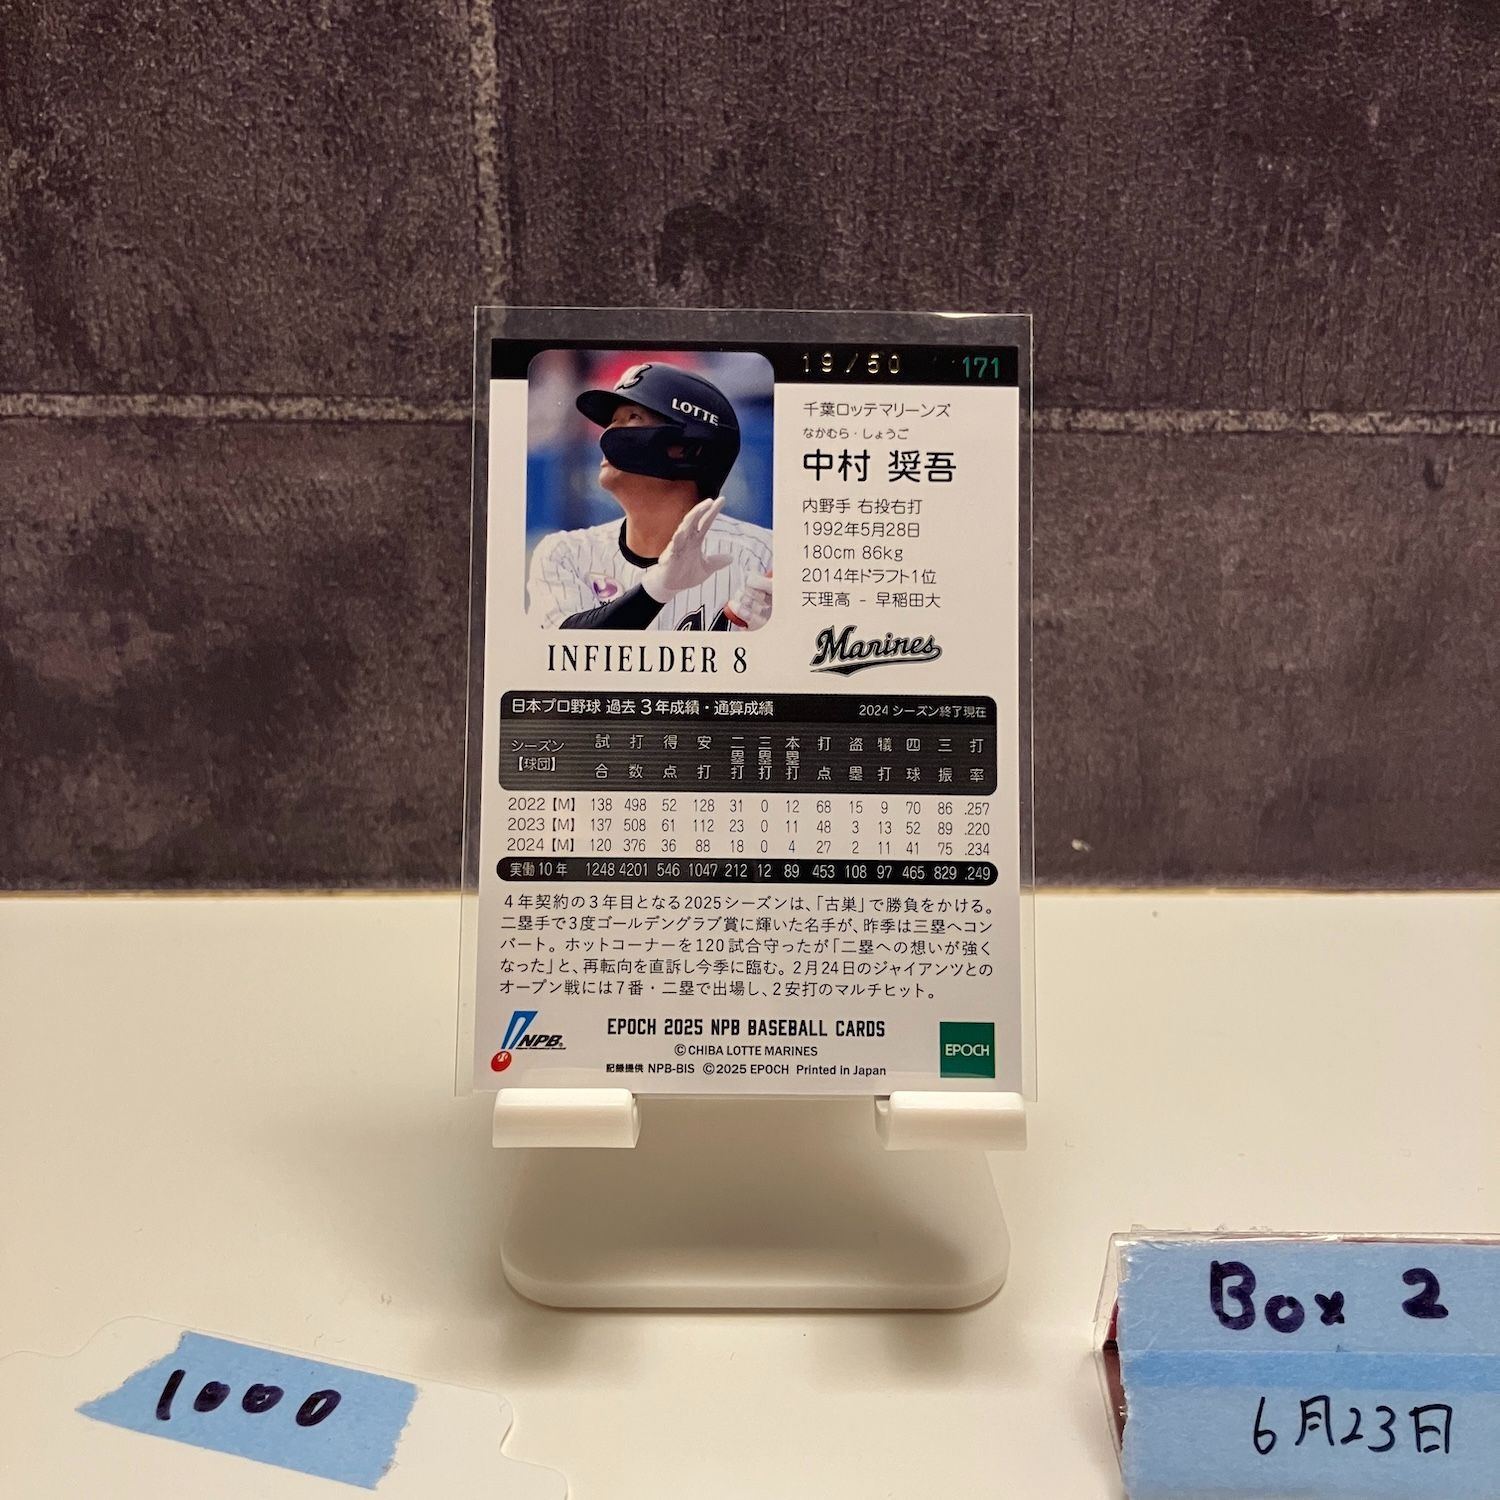 19/50 171
LOTTE
千葉ロッテマリーンズ
なかむら・しょうご
中村 奨吾
内野手 右投右打
1992年5月28日
180cm 86kg
2014年ドラフト1位
天理高 - 早稲田大
Marines
INFIELDER 8
日本プロ野球 過去3年成績・通算成績 2024シーズン終了現在
シーズン【球団】 試合 打数 得点 安打 二塁打 三塁打 本塁打 打点 盗塁 犠打 四球 三振 打率
2022【M】 138 498 52 128 31 0 12 68 15 9 70 86 .257
2023【M】 137 508 61 112 23 0 11 48 3 13 52 89 .220
2024【M】 120 376 36 88 18 0 4 27 2 11 41 75 .234
実働10年 1248 4201 546 1047 212 12 89 453 108 97 465 829 .249
4年契約の3年目となる2025シーズンは、「古巣」で勝負をかける。
二塁手で3度ゴールデングラブ賞に輝いた名手が、昨季は三塁へコン
バート。ホットコーナーを120試合守ったが「二塁への想いが強く
なった」と、再転向を直訴し今季に臨む。2月24日のジャイアンツとの
オープン戦には7番・二塁で出場し、2安打のマルチヒット。
NPB
EPOCH 2025 NPB BASEBALL CARDS
©CHIBA LOTTE MARINES
記録提供 NPB-BIS ©2025 EPOCH Printed in Japan
EPOCH
Box 2
6月23日
1000